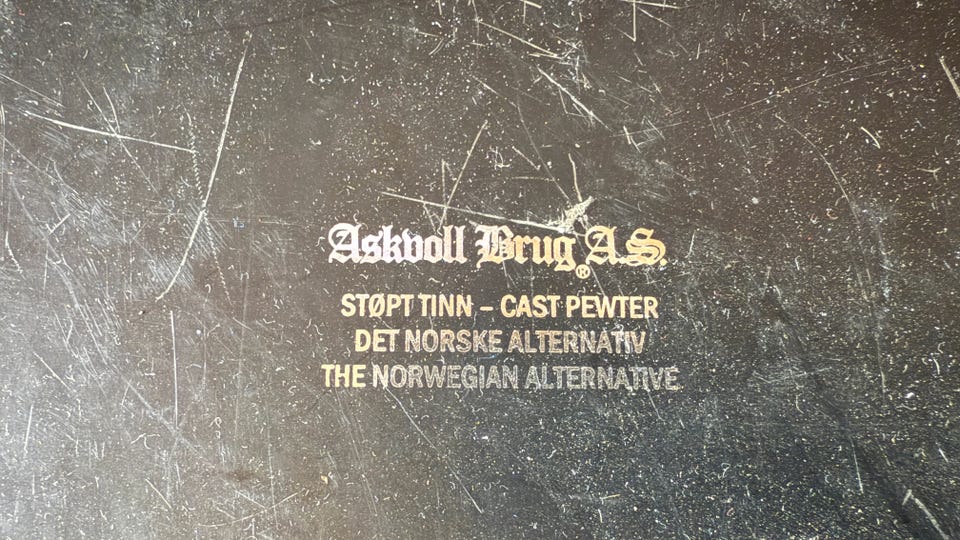 Askvoll Brug A.S.®
STØPT TINN – CAST PEWTER
DET NORSKE ALTERNATIV
THE NORWEGIAN ALTERNATIVE